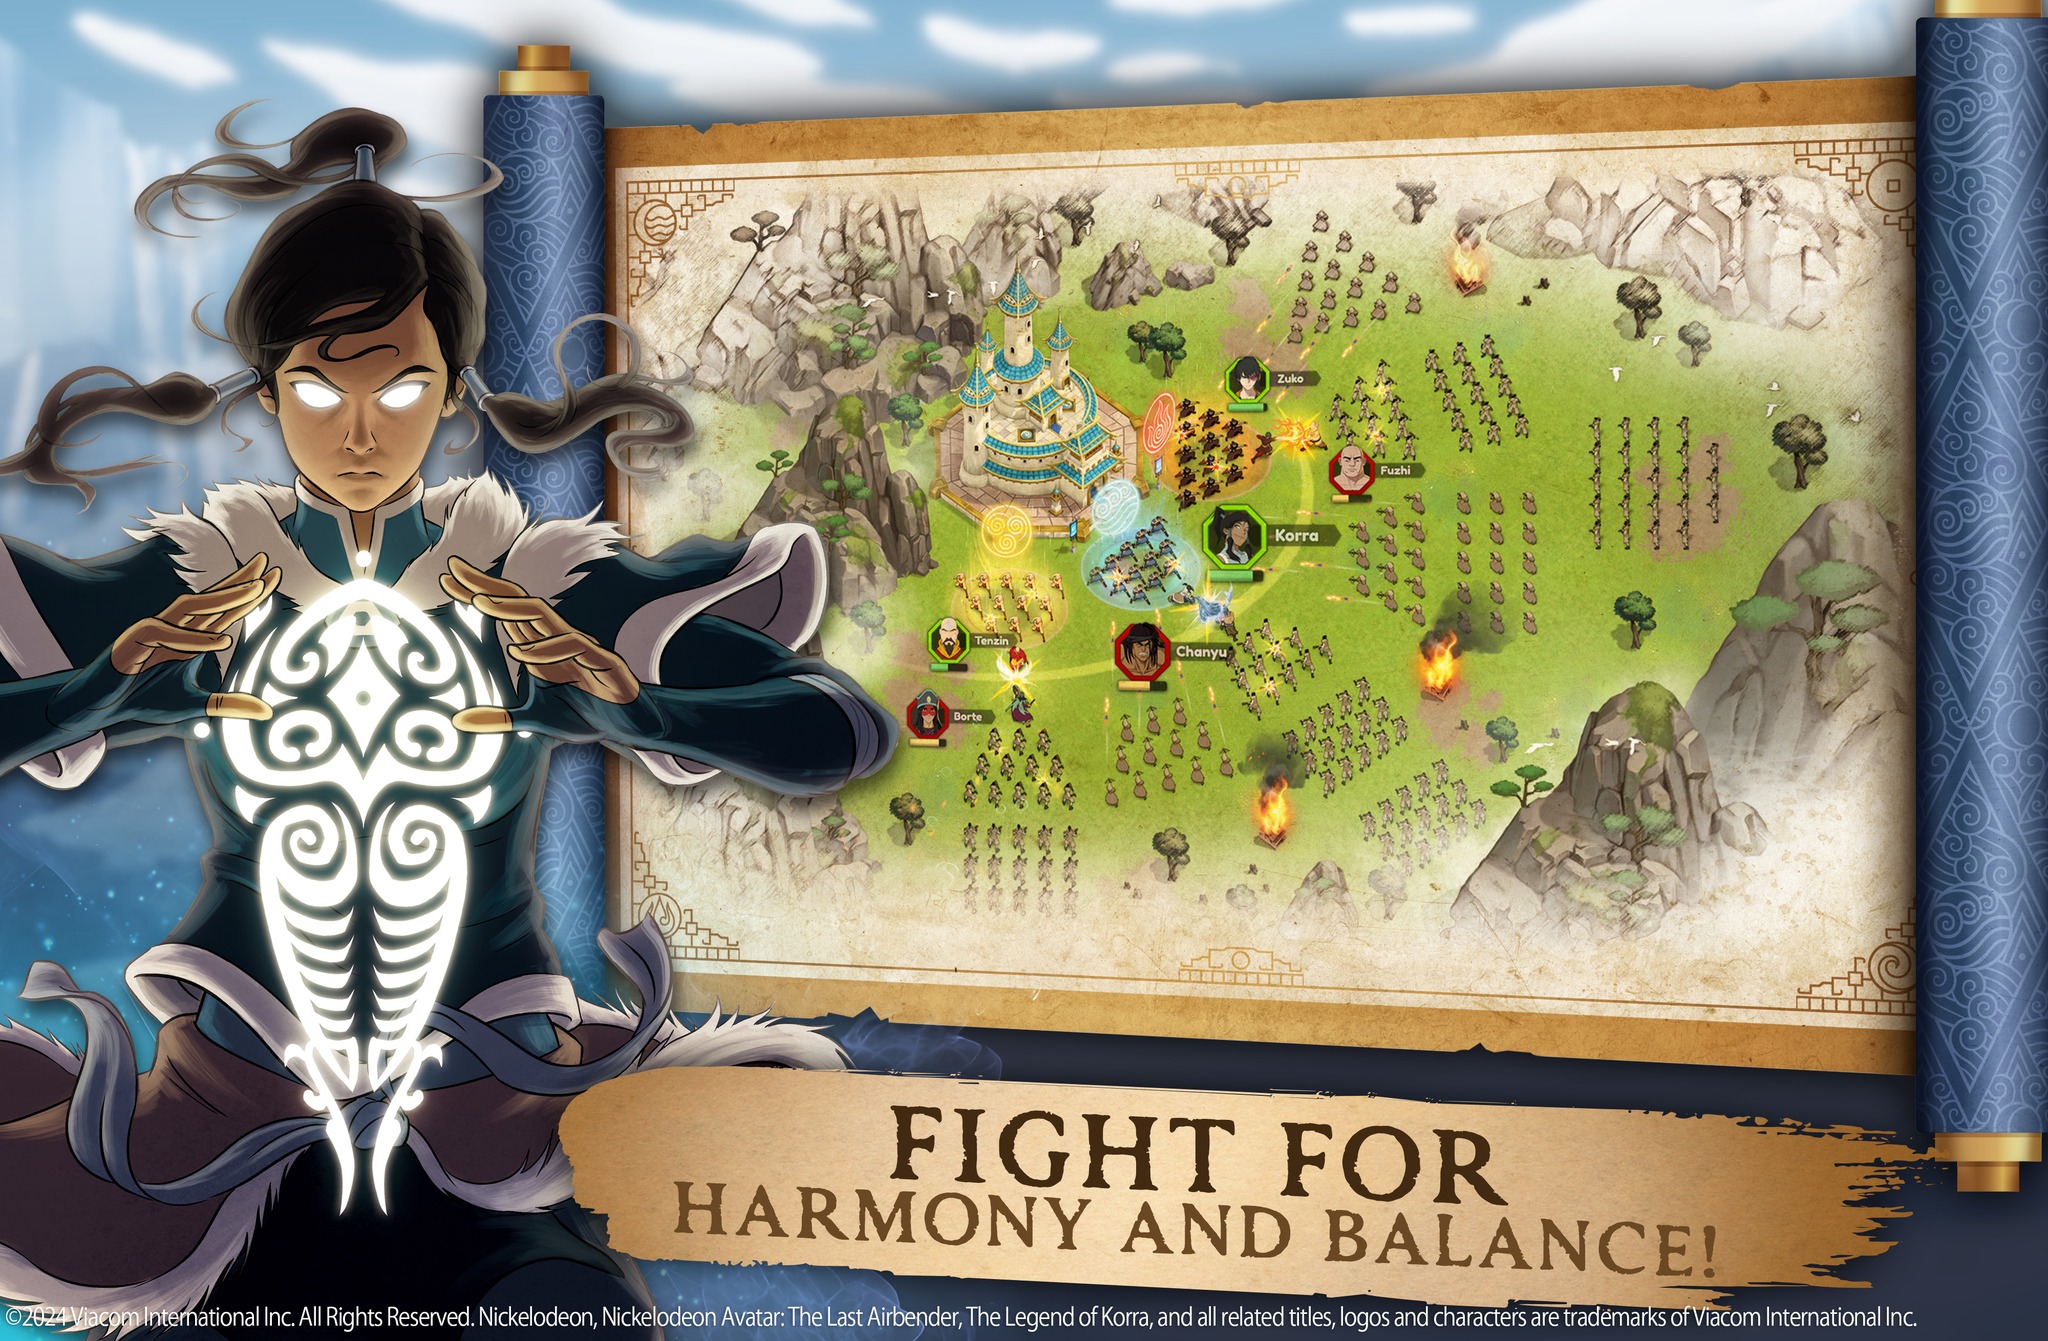 Zuko
Fuzhi
Korra
Tenzin
Chanyu
Borte
FIGHT FOR
HARMONY AND BALANCE!
©2024 Viacom International Inc. All Rights Reserved. Nickelodeon, Nickelodeon Avatar: The Last Airbender, The Legend of Korra, and all related titles, logos and characters are trademarks of Viacom International Inc.